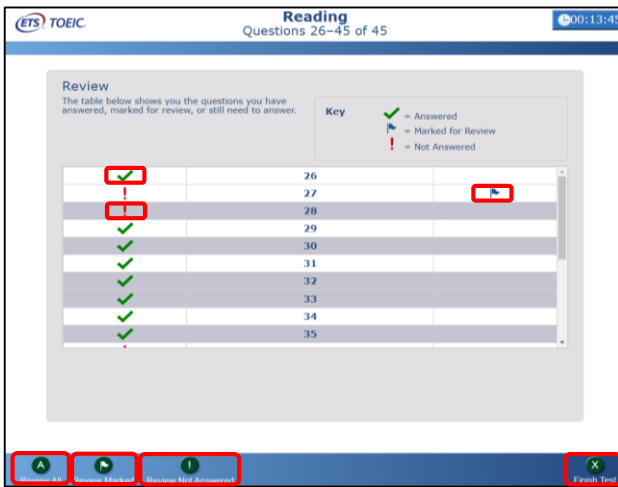 ETS TOEIC.
Reading
Questions 26–45 of 45
00:13:45
Review
The table below shows you the questions you have
answered, marked for review, or still need to answer.
Key
= Answered
= Marked for Review
! = Not Answered
26
! 27
! 28
29
30
31
32
33
34
35
A
!
X
Review All
Review Marked
Review Not Answered
Finish Test